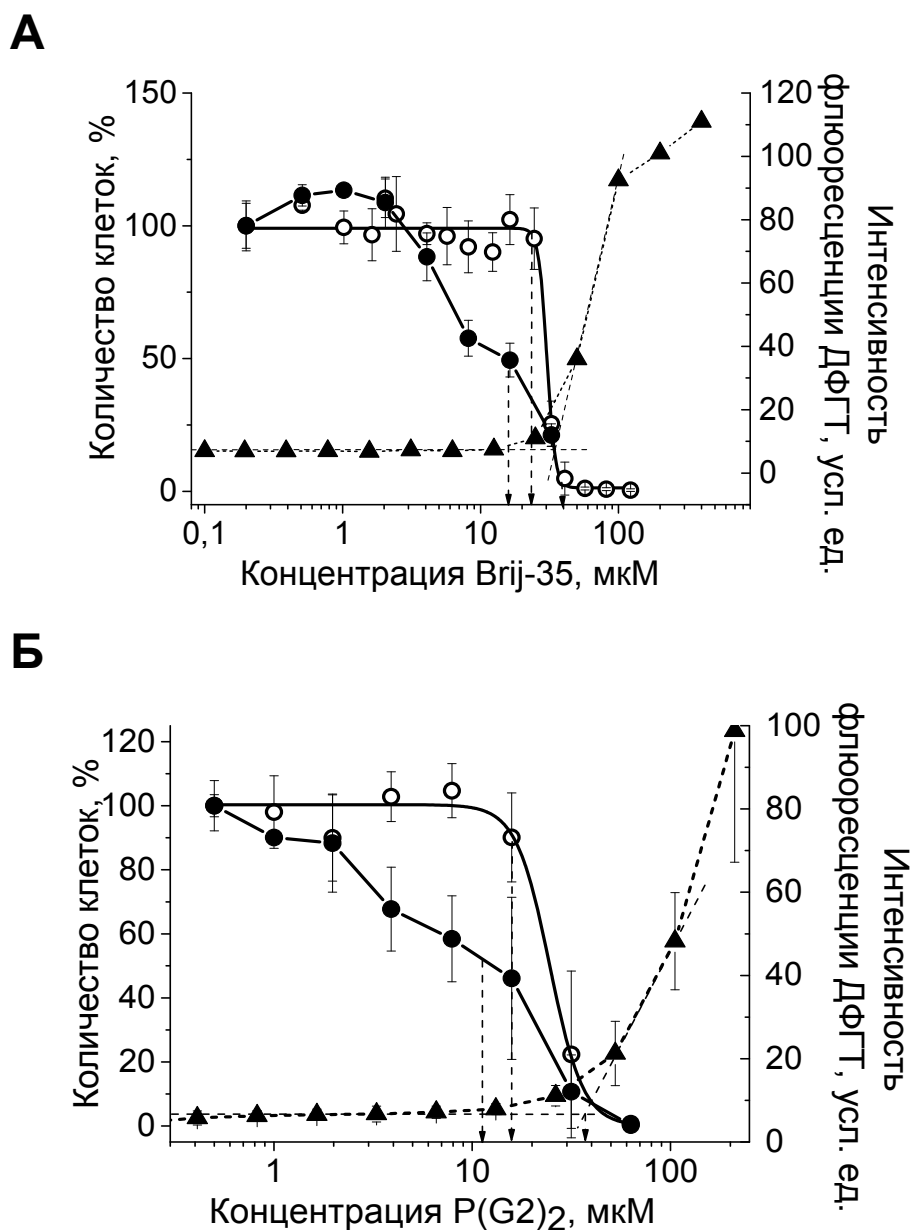 А
150
100
50
0
Количество клеток, %
120
100
80
60
40
20
0
Интенсивность
флюоресценции ДФГТ, усл. ед.
0,1 1 10 100
Концентрация Brij-35, мкМ
Б
120
100
80
60
40
20
0
Количество клеток, %
100
80
60
40
20
0
Интенсивность
флюоресценции ДФГТ, усл. ед.
1 10 100
Концентрация P(G2)₂, мкМ